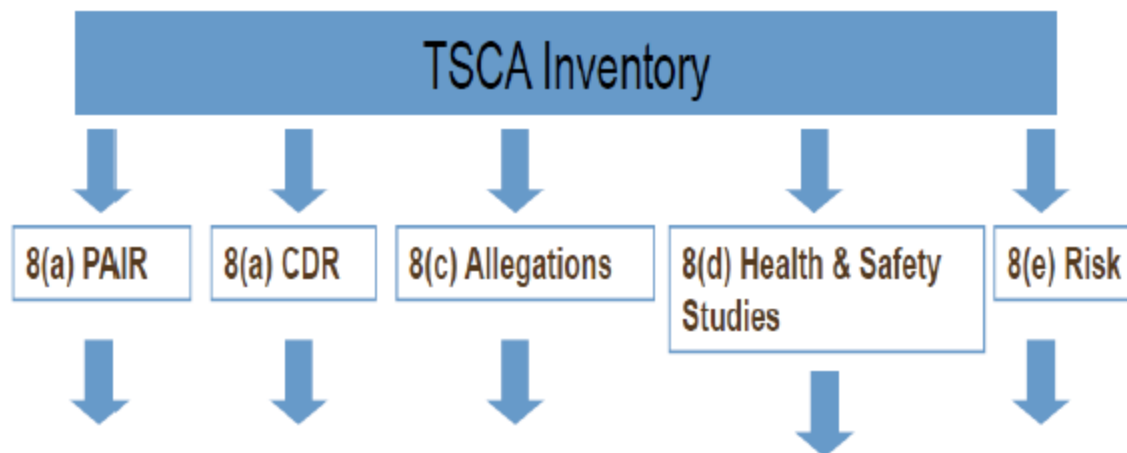 TSCA Inventory
8(a) PAIR
8(a) CDR
8(c) Allegations
8(d) Health & Safety
Studies
8(e) Risk